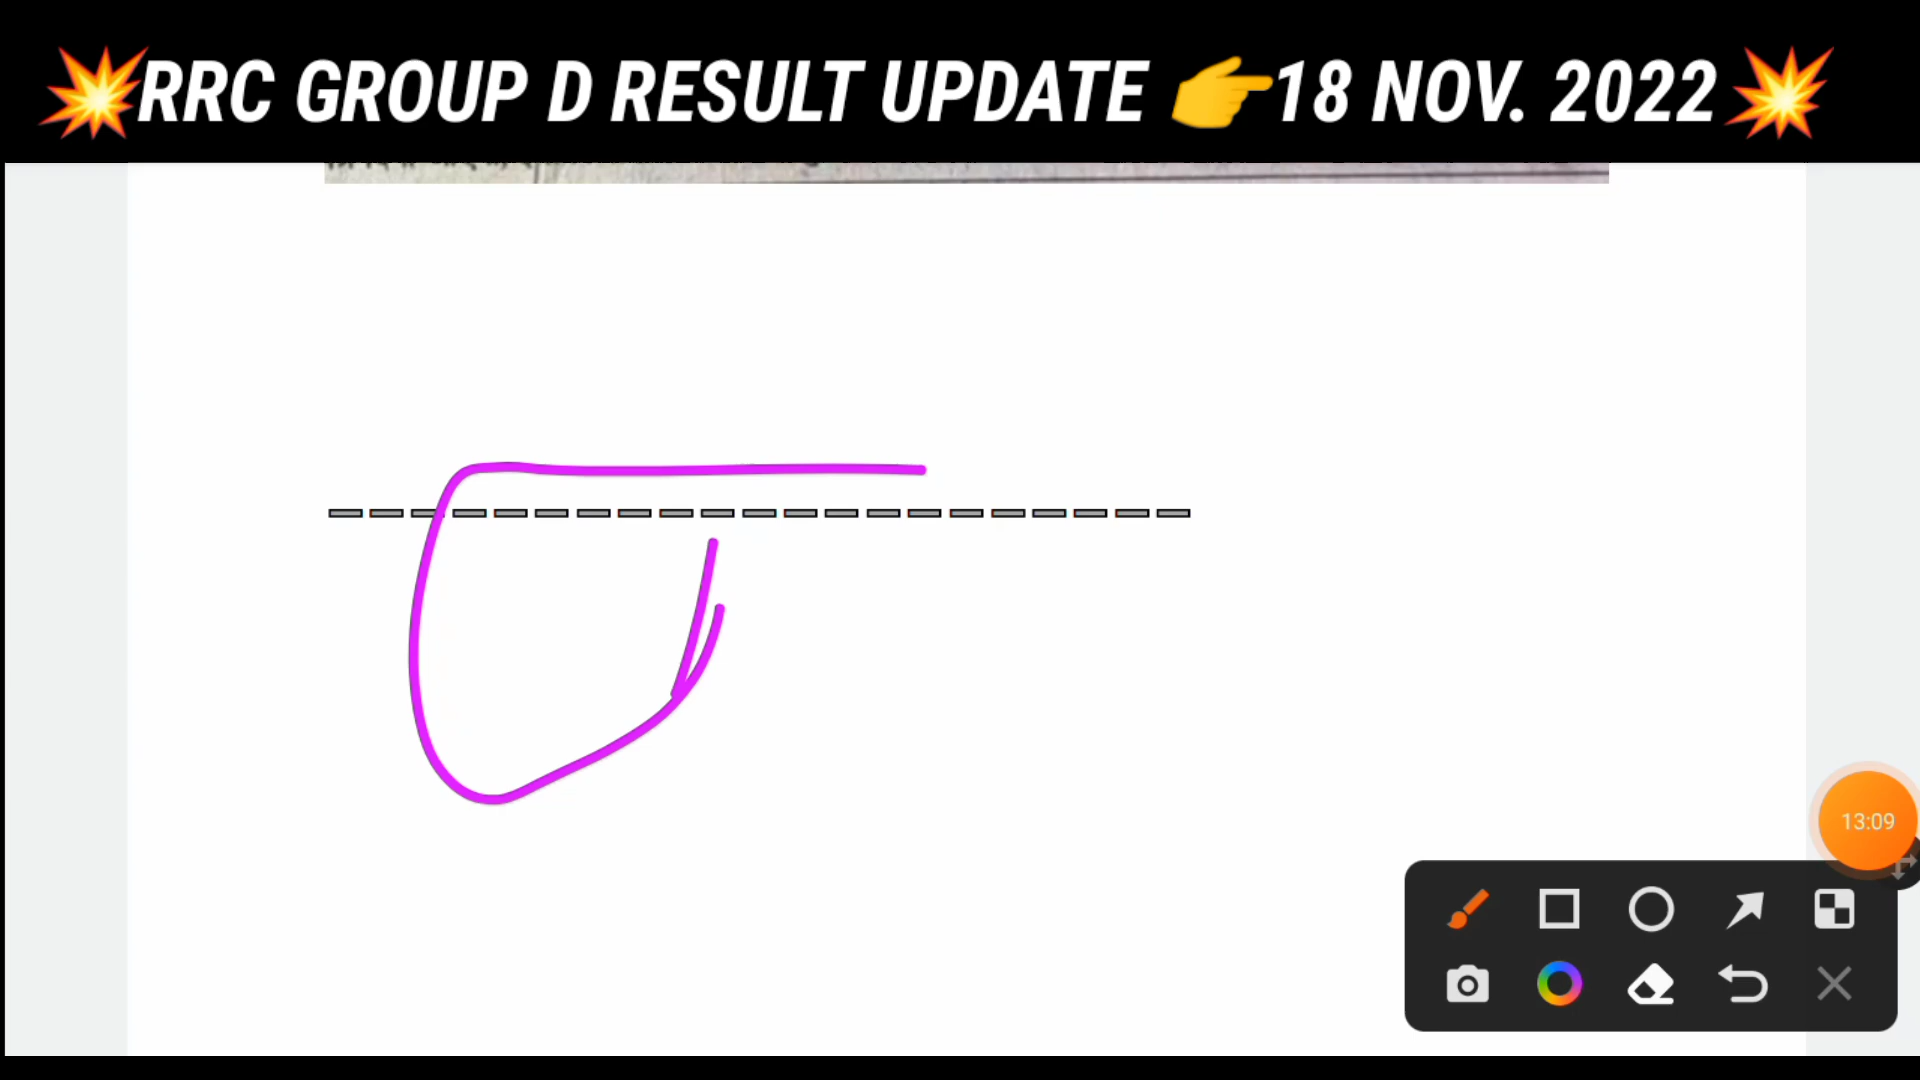 💥RRC GROUP D RESULT UPDATE 👉18 NOV. 2022💥
13:09